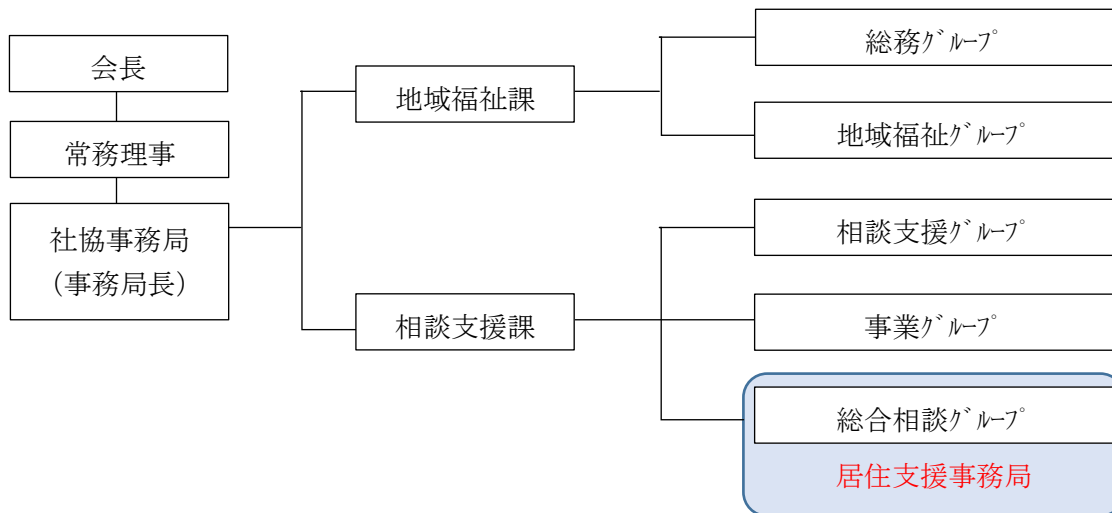 会長
常務理事
社協事務局
(事務局長)
地域福祉課
相談支援課
総務ｸﾞﾙｰﾌﾟ
地域福祉ｸﾞﾙｰﾌﾟ
相談支援ｸﾞﾙｰﾌﾟ
事業ｸﾞﾙｰﾌﾟ
総合相談ｸﾞﾙｰﾌﾟ
居住支援事務局